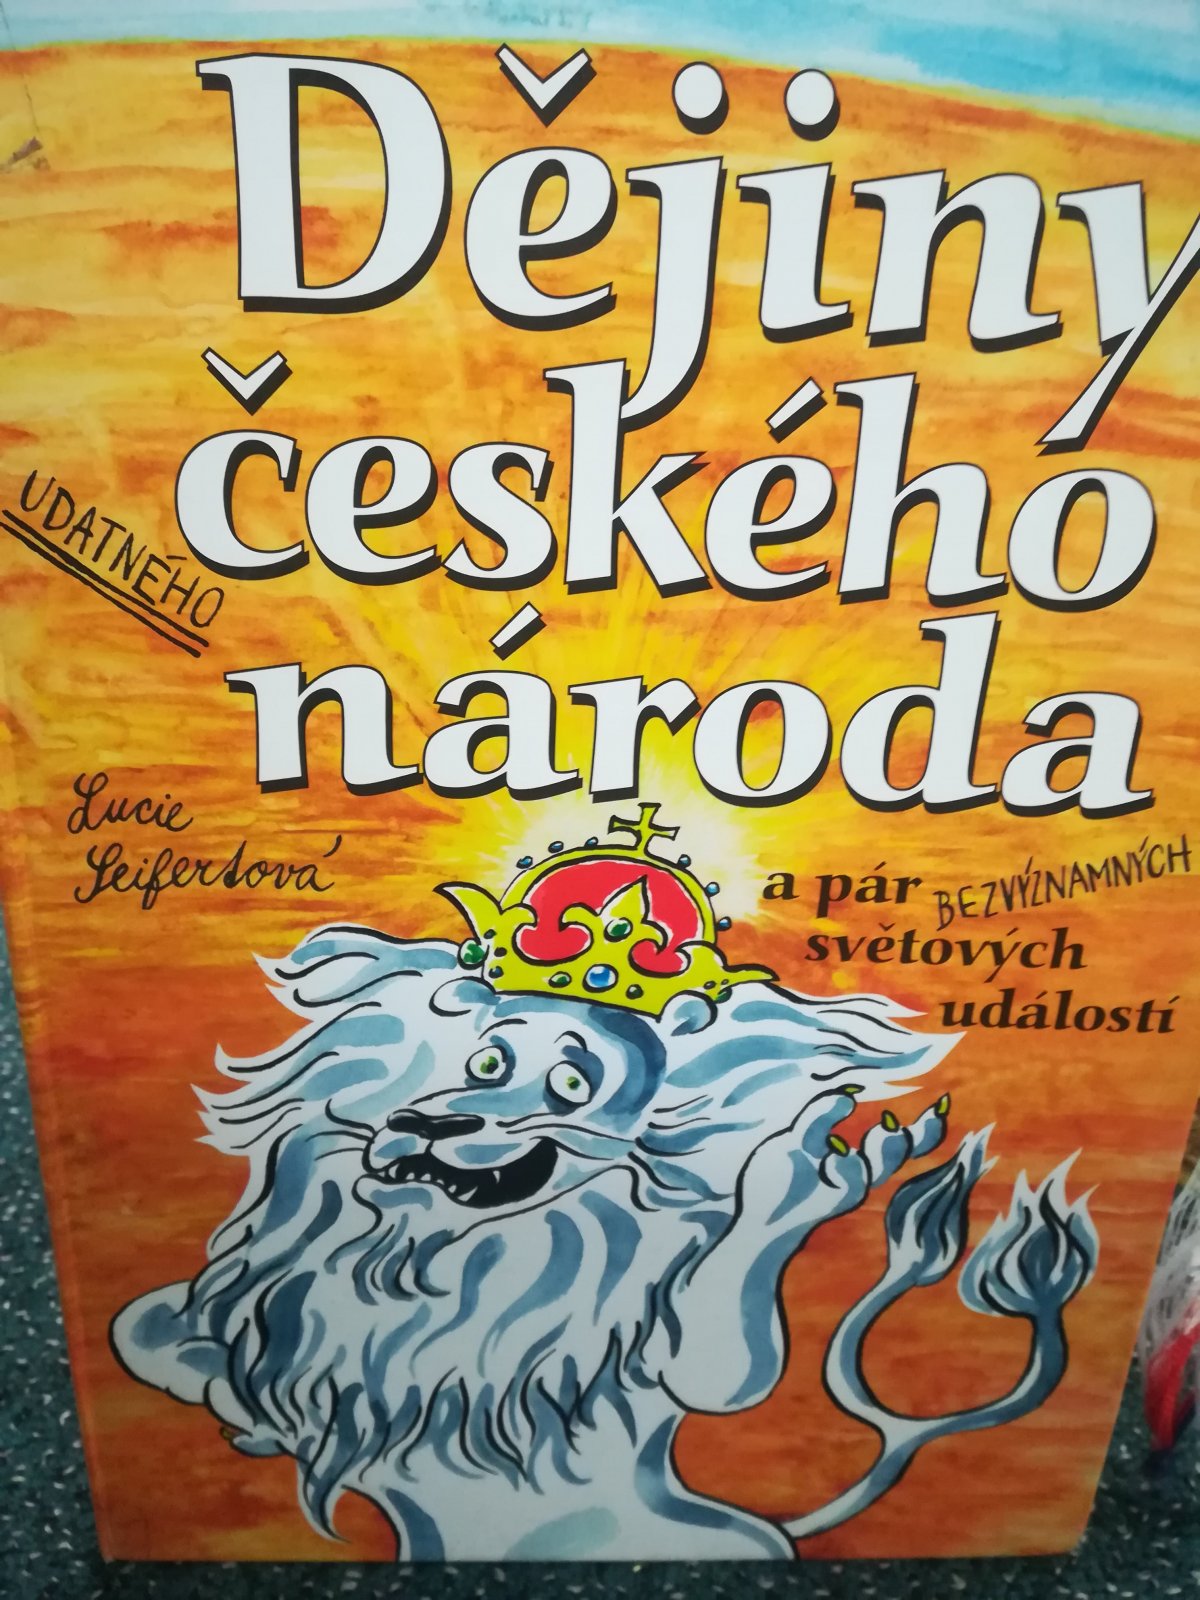 Dějiny
UDATNÉHO
českého
národa
Lucie
Seifertová
a pár BEZVÝZNAMNÝCH
světových
událostí